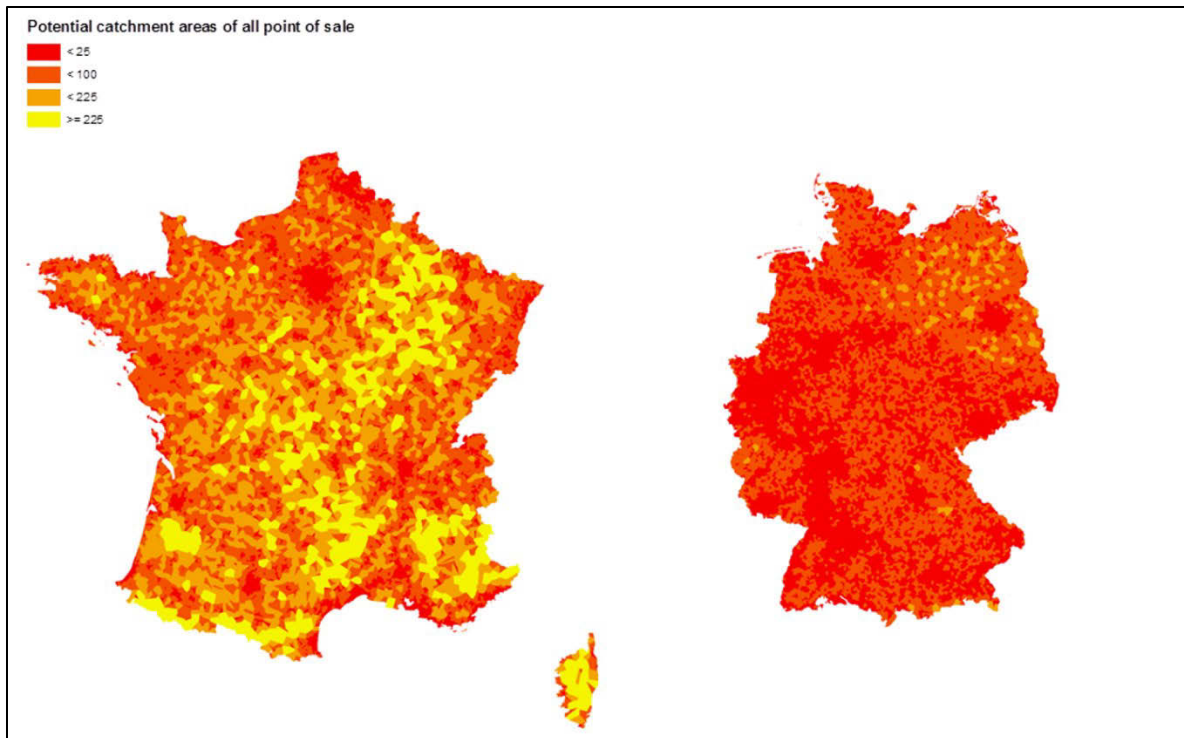 Potential catchment areas of all point of sale
< 25
< 100
< 225
>= 225